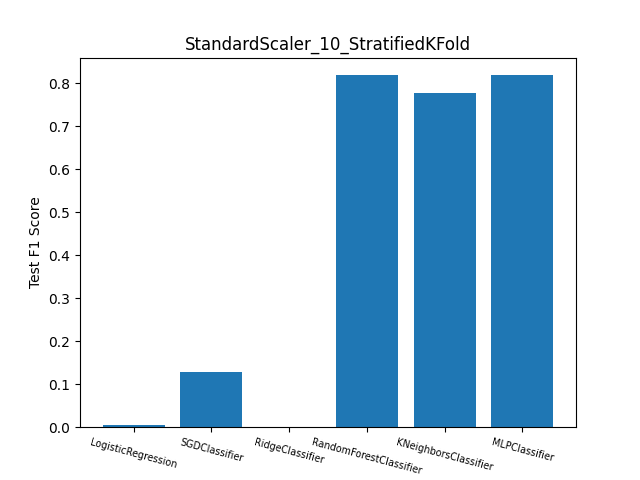 StandardScaler_10_StratifiedKFold
Test F1 Score
0.8
0.7
0.6
0.5
0.4
0.3
0.2
0.1
0.0
LogisticRegression
SGDClassifier
RidgeClassifier
RandomForestClassifier
KNeighborsClassifier
MLPClassifier